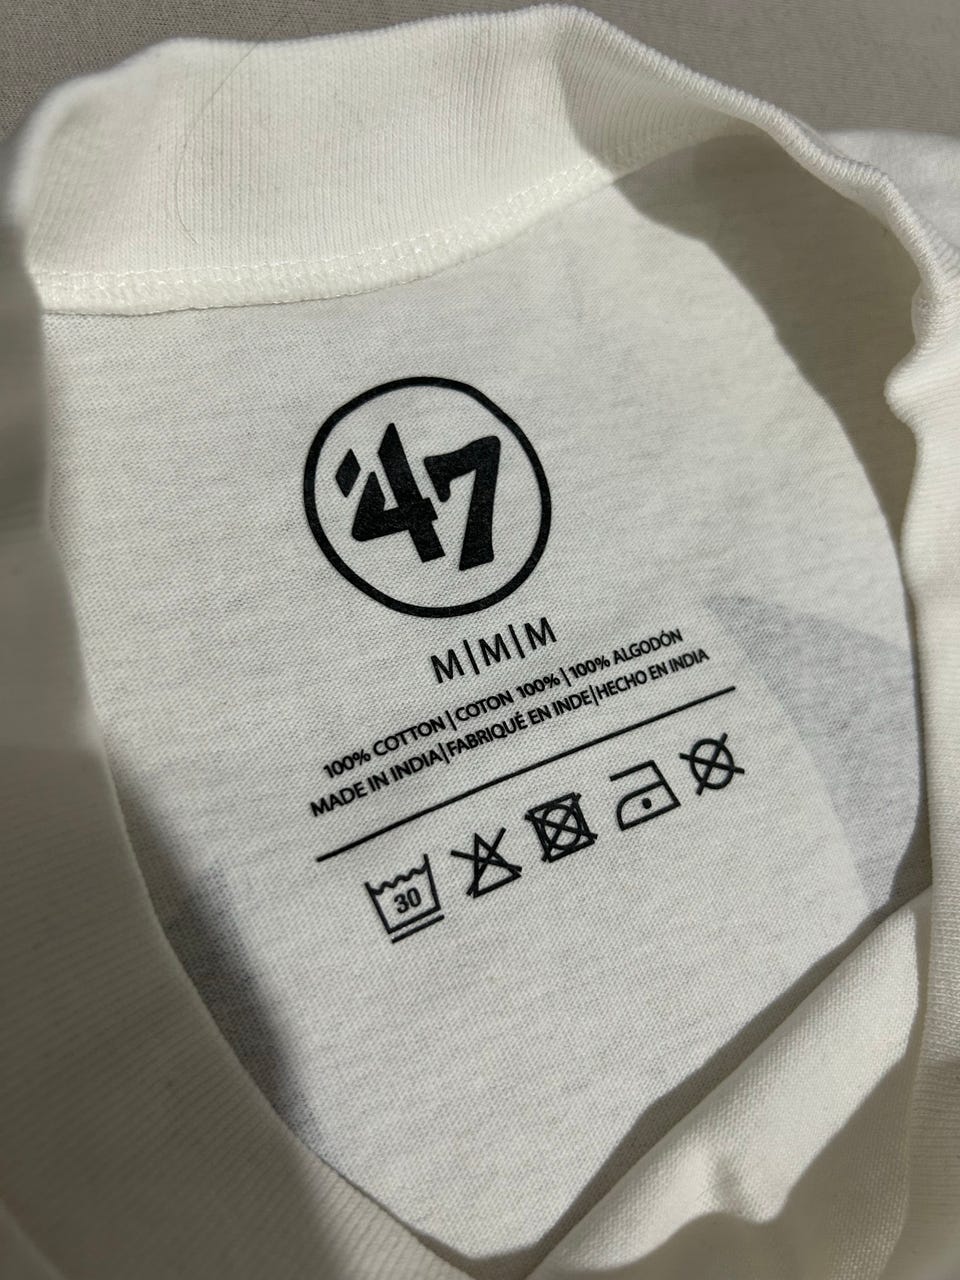 '47
M|M|M
100% COTTON | COTON 100% | 100% ALGODÓN
MADE IN INDIA|FABRIQUÉ EN INDE|HECHO EN INDIA
30